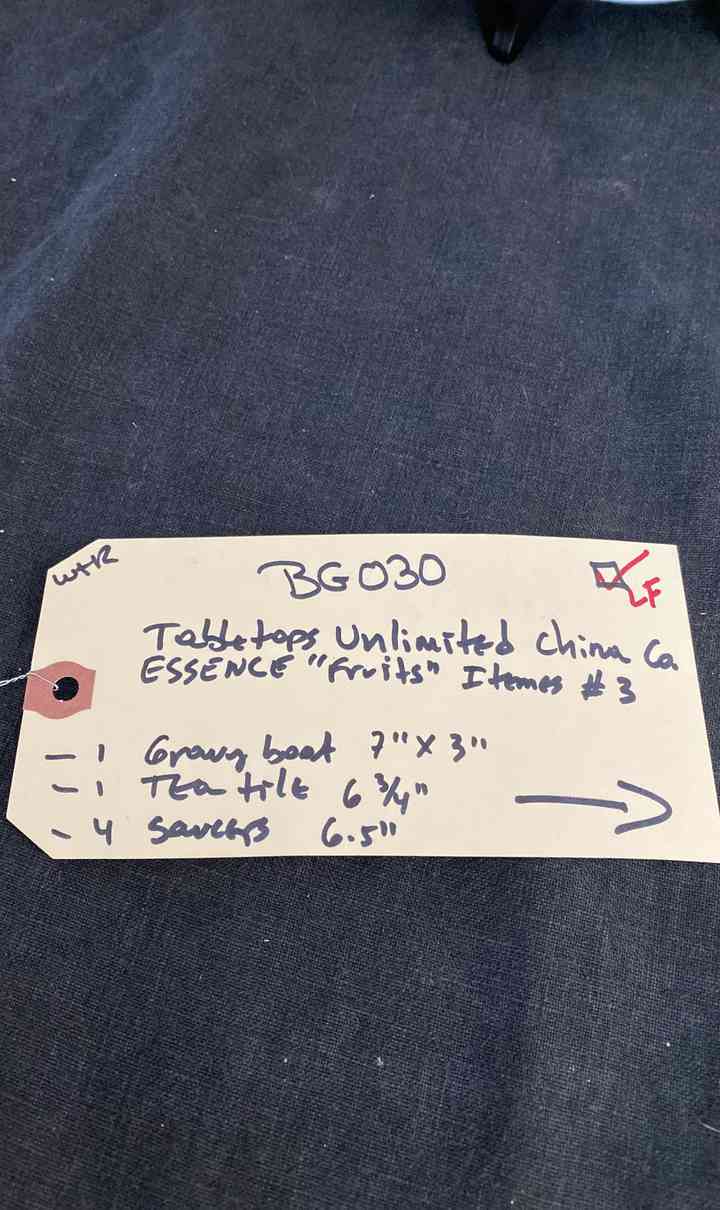 W+R
BG030
LF
Tabletops Unlimited China Co
ESSENCE "Fruits" Items #3
- 1 Gravy boat 7" X 3"
- 1 Tea tile 6 3/4"
- 4 Saucers 6.5"